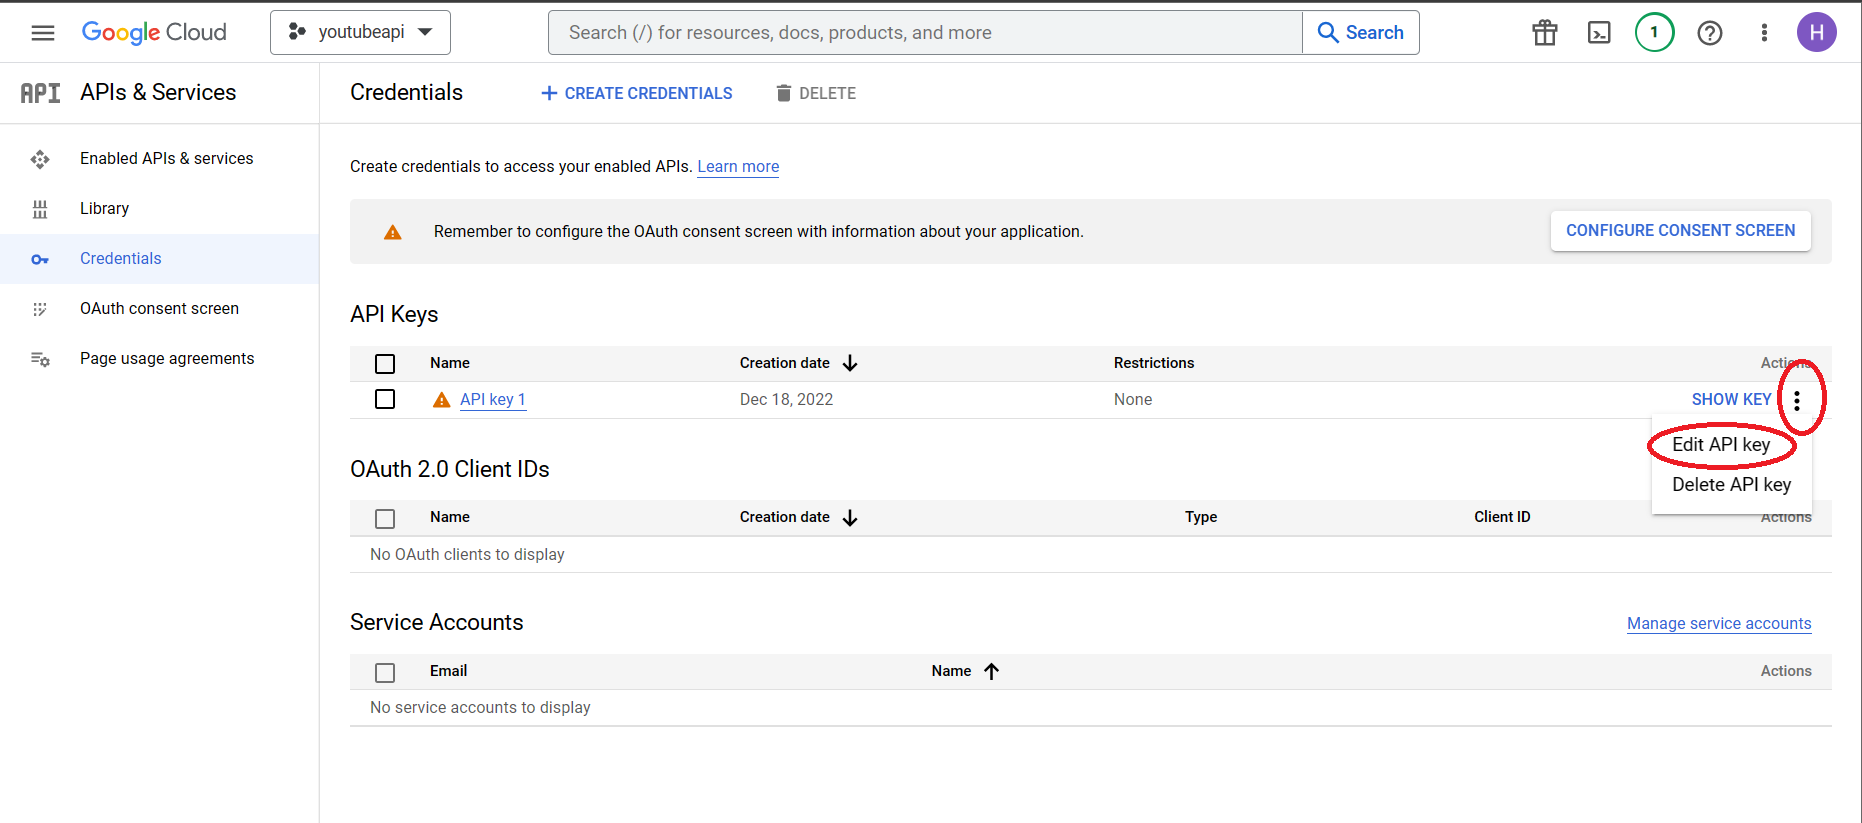 Google Cloud
youtubeapi
Search (/) for resources, docs, products, and more
Search
1
H
API APIs & Services
Credentials
CREATE CREDENTIALS
DELETE
Enabled APIs & services
Library
Credentials
OAuth consent screen
Page usage agreements
Create credentials to access your enabled APIs. Learn more
Remember to configure the OAuth consent screen with information about your application.
CONFIGURE CONSENT SCREEN
API Keys
Name Creation date Restrictions Actions
API key 1 Dec 18, 2022 None SHOW KEY
Edit API key
Delete API key
OAuth 2.0 Client IDs
Name Creation date Type Client ID Actions
No OAuth clients to display
Service Accounts
Manage service accounts
Email Name Actions
No service accounts to display